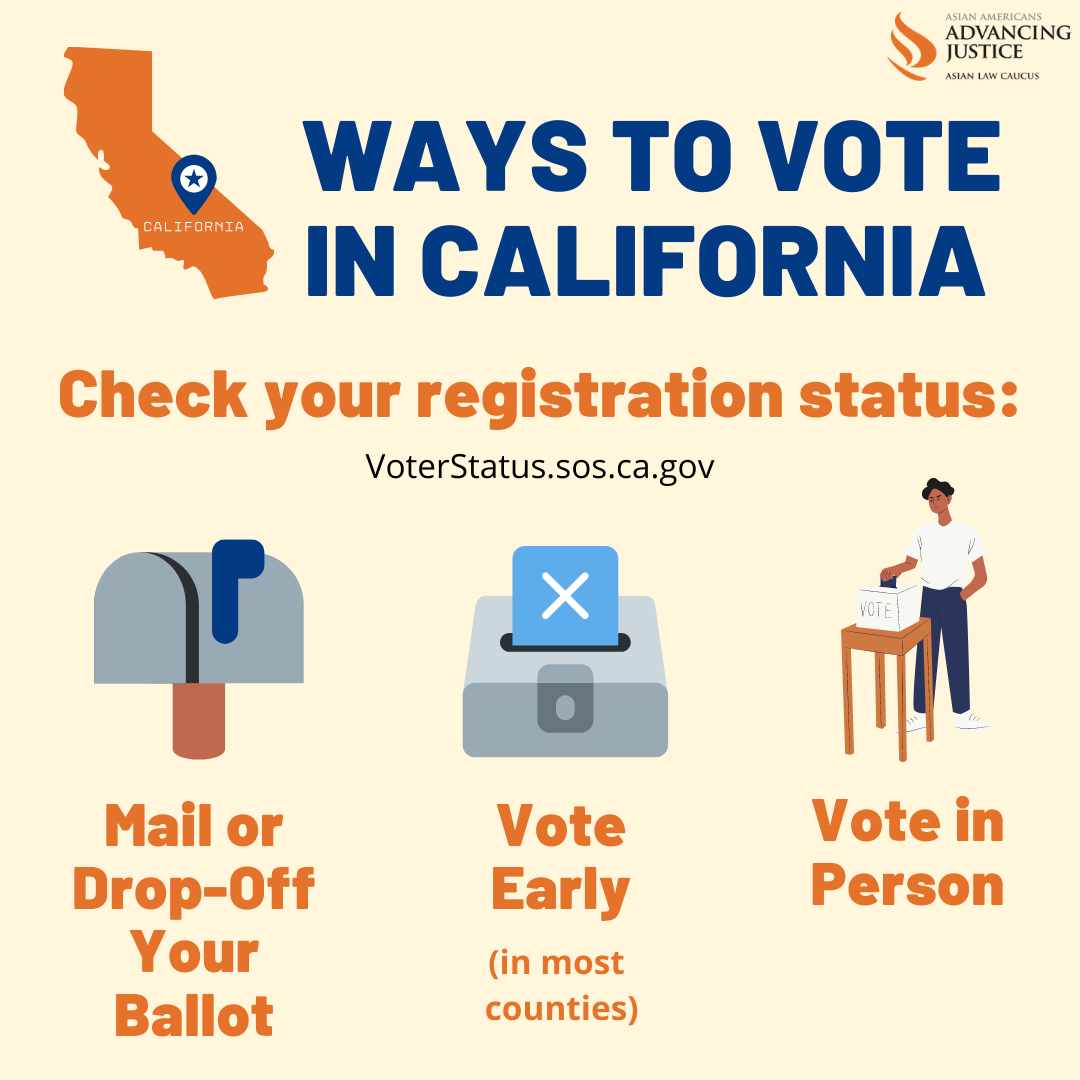 ASIAN AMERICANS
ADVANCING
JUSTICE
ASIAN LAW CAUCUS
WAYS TO VOTE
IN CALIFORNIA
CALIFORNIA
Check your registration status:
VoterStatus.sos.ca.gov
VOTE
Mail or
Drop-Off
Your
Ballot
Vote
Early
(in most
counties)
Vote in
Person